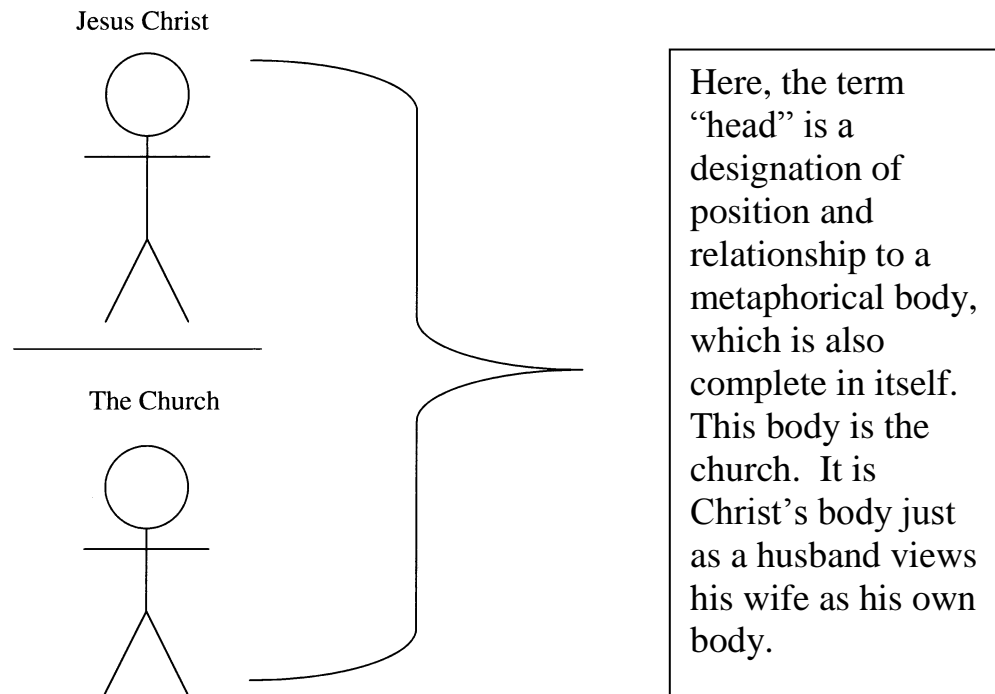 Jesus Christ
The Church
Here, the term
“head” is a
designation of
position and
relationship to a
metaphorical body,
which is also
complete in itself.
This body is the
church.  It is
Christ’s body just
as a husband views
his wife as his own
body.